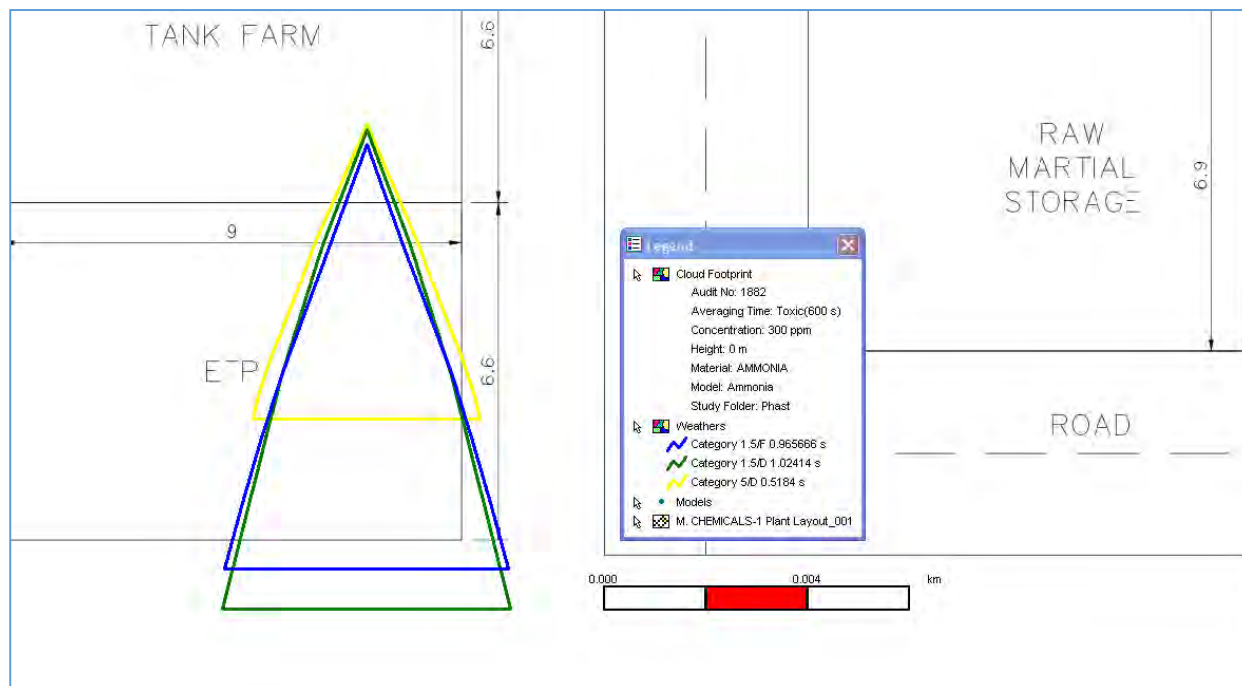 TANK FARM
6.6
9
ETP
6.6
RAW
MARTIAL
STORAGE
6.9
ROAD
Legend
Cloud Footprint
Audit No: 1882
Averaging Time: Toxic(600 s)
Concentration: 300 ppm
Height: 0 m
Material: AMMONIA
Model: Ammonia
Study Folder: Phast
Weathers
Category 1.5/F 0.965666 s
Category 1.5/D 1.02414 s
Category 5/D 0.5184 s
Models
M. CHEMICALS-1 Plant Layout_001
0.000 0.004 km